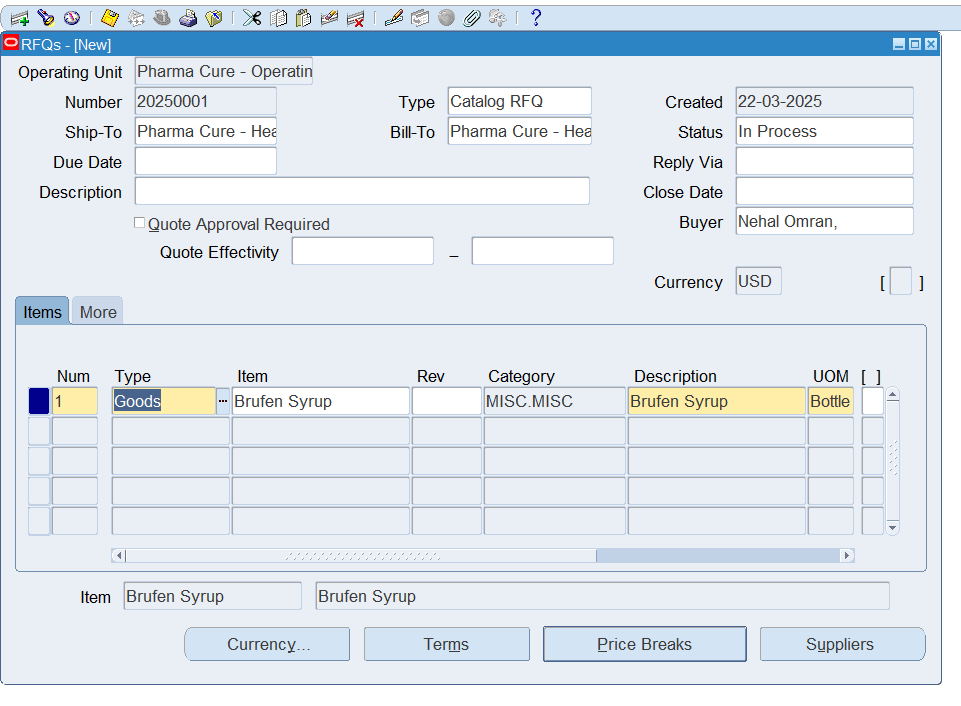 RFQs - [New]
Operating Unit Pharma Cure - Operatin
Number 20250001 Type Catalog RFQ Created 22-03-2025
Ship-To Pharma Cure - Hea Bill-To Pharma Cure - Hea Status In Process
Due Date Reply Via
Description Close Date
Quote Approval Required Buyer Nehal Omran,
Quote Effectivity –
Currency USD [ ]
Items More
Num Type Item Rev Category Description UOM [ ]
1 Goods ... Brufen Syrup MISC.MISC Brufen Syrup Bottle
Item Brufen Syrup Brufen Syrup
Currency... Terms Price Breaks Suppliers